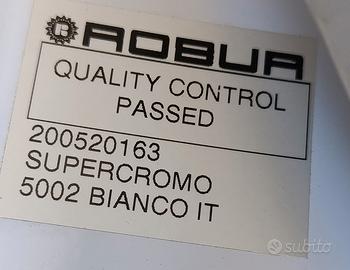 ROBUR
QUALITY CONTROL
PASSED
200520163
SUPERCROMO
5002 BIANCO IT
subito